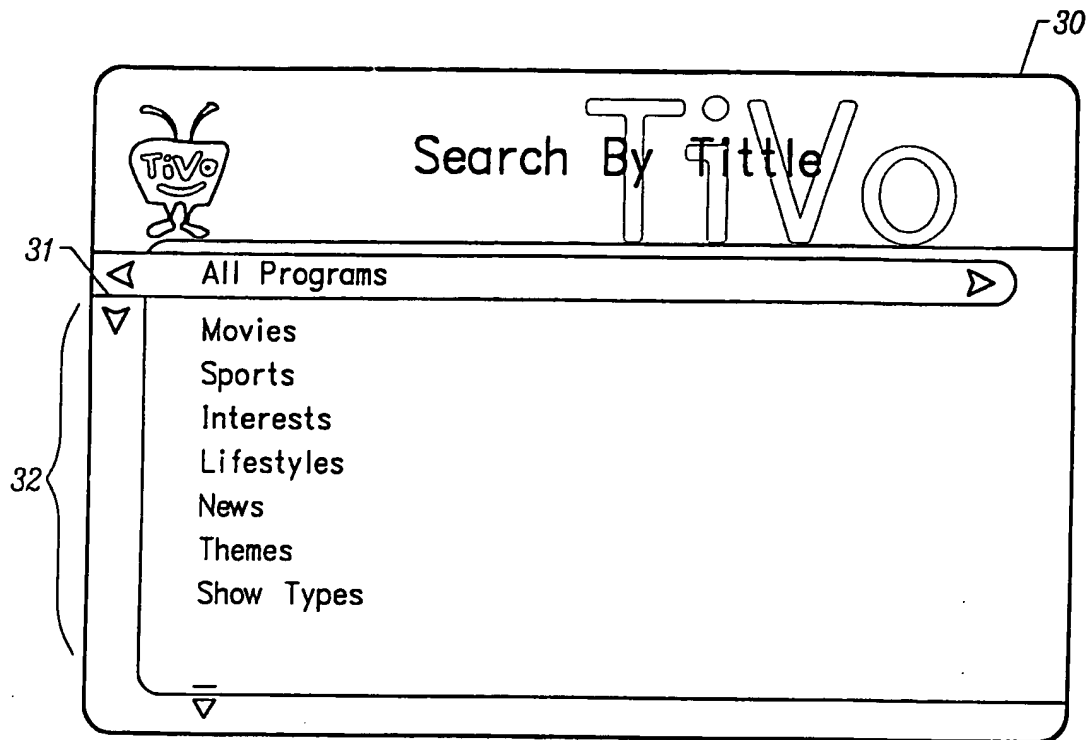 30
TiVo
TiVo
Search By Tittle
31
All Programs
Movies
Sports
Interests
Lifestyles
32
News
Themes
Show Types